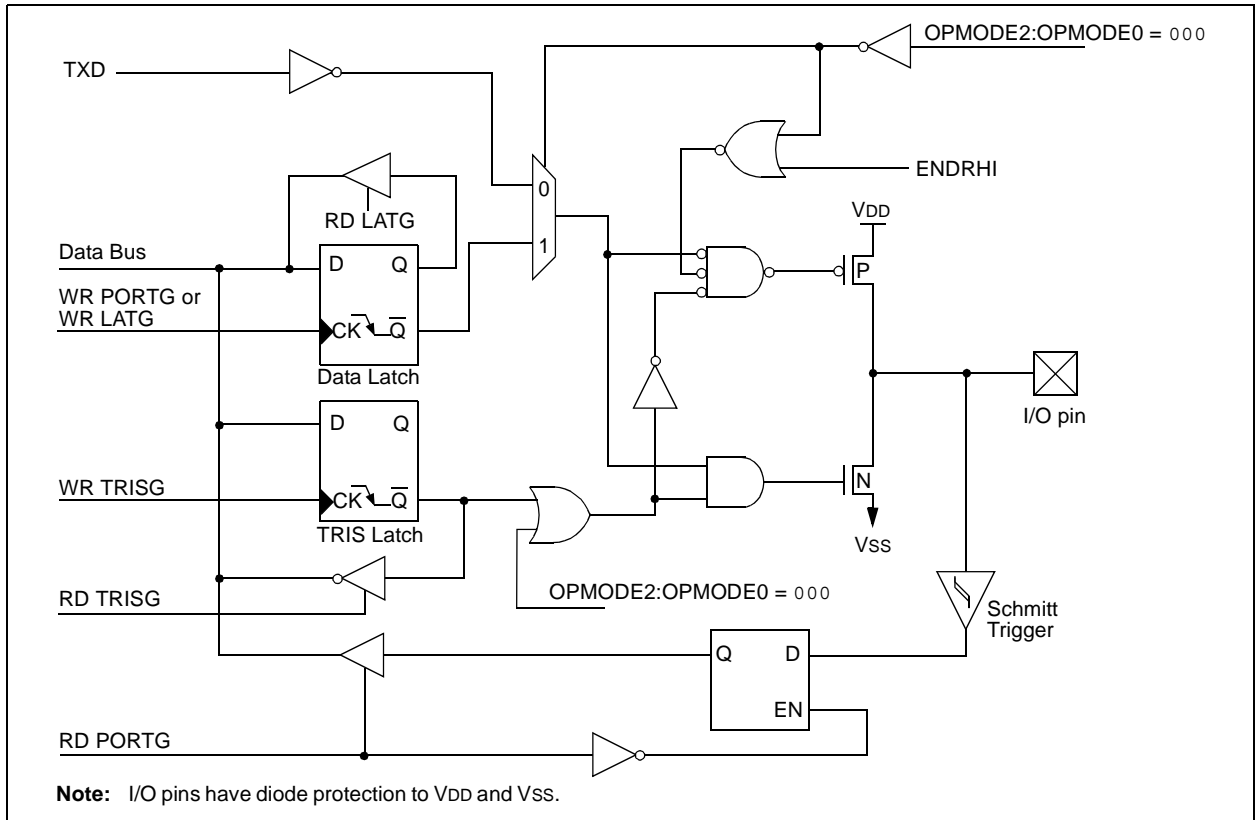 OPMODE2:OPMODE0 = 000
TXD
0
ENDRHI
RD LATG
VDD
1
Data Bus
D Q
P
WR PORTG or
WR LATG
CK Q̅
Data Latch
I/O pin
D Q
WR TRISG
CK Q̅
N
TRIS Latch
VSS
OPMODE2:OPMODE0 = 000
RD TRISG
Schmitt
Trigger
Q D
EN
RD PORTG
Note: I/O pins have diode protection to VDD and VSS.